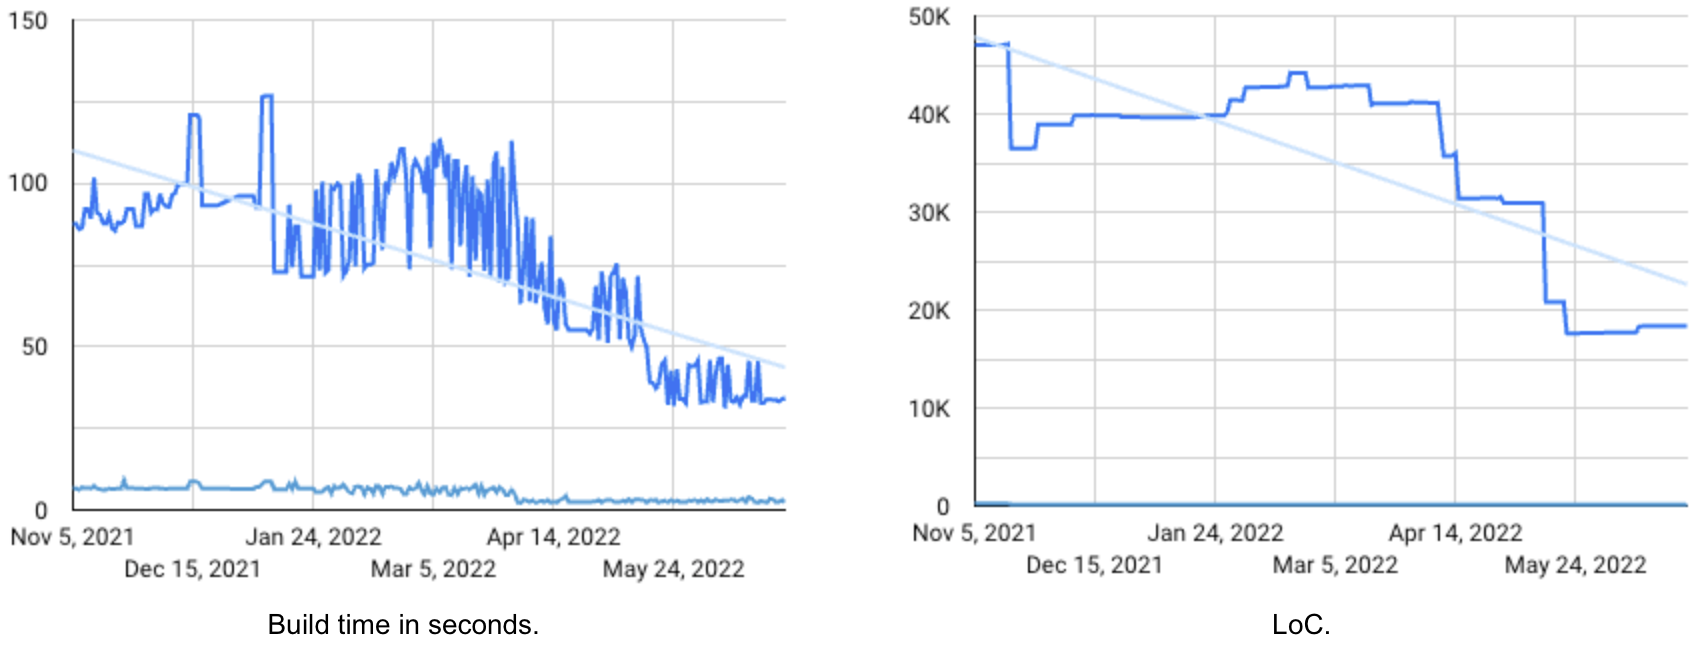 150
100
50
0
Nov 5, 2021
Dec 15, 2021
Jan 24, 2022
Mar 5, 2022
Apr 14, 2022
May 24, 2022
Build time in seconds.
50K
40K
30K
20K
10K
0
Nov 5, 2021
Dec 15, 2021
Jan 24, 2022
Mar 5, 2022
Apr 14, 2022
May 24, 2022
LoC.